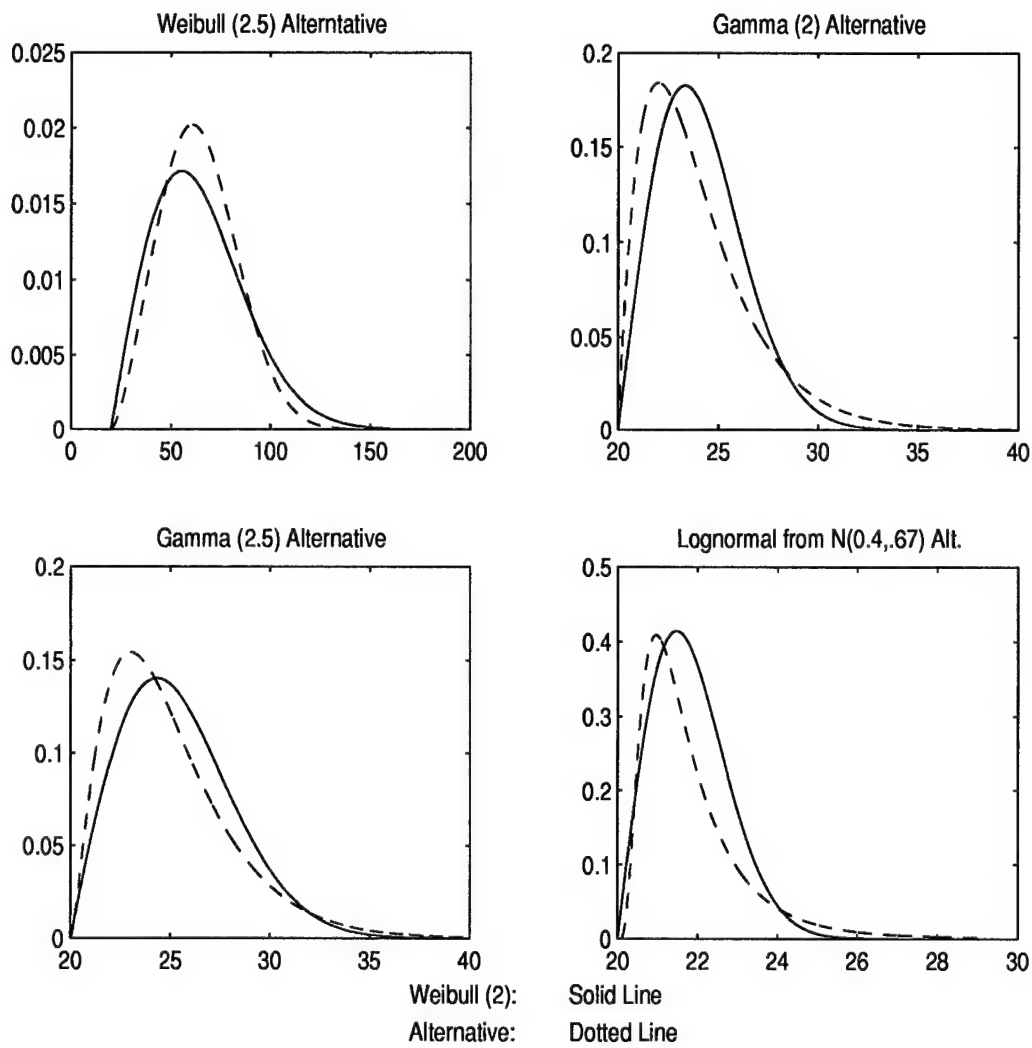 Weibull (2.5) Alterntative
0.025
0.02
0.015
0.01
0.005
0
0 50 100 150 200
Gamma (2) Alternative
0.2
0.15
0.1
0.05
0
20 25 30 35 40
Gamma (2.5) Alternative
0.2
0.15
0.1
0.05
0
20 25 30 35 40
Lognormal from N(0.4,.67) Alt.
0.5
0.4
0.3
0.2
0.1
0
20 22 24 26 28 30
Weibull (2): Solid Line
Alternative: Dotted Line